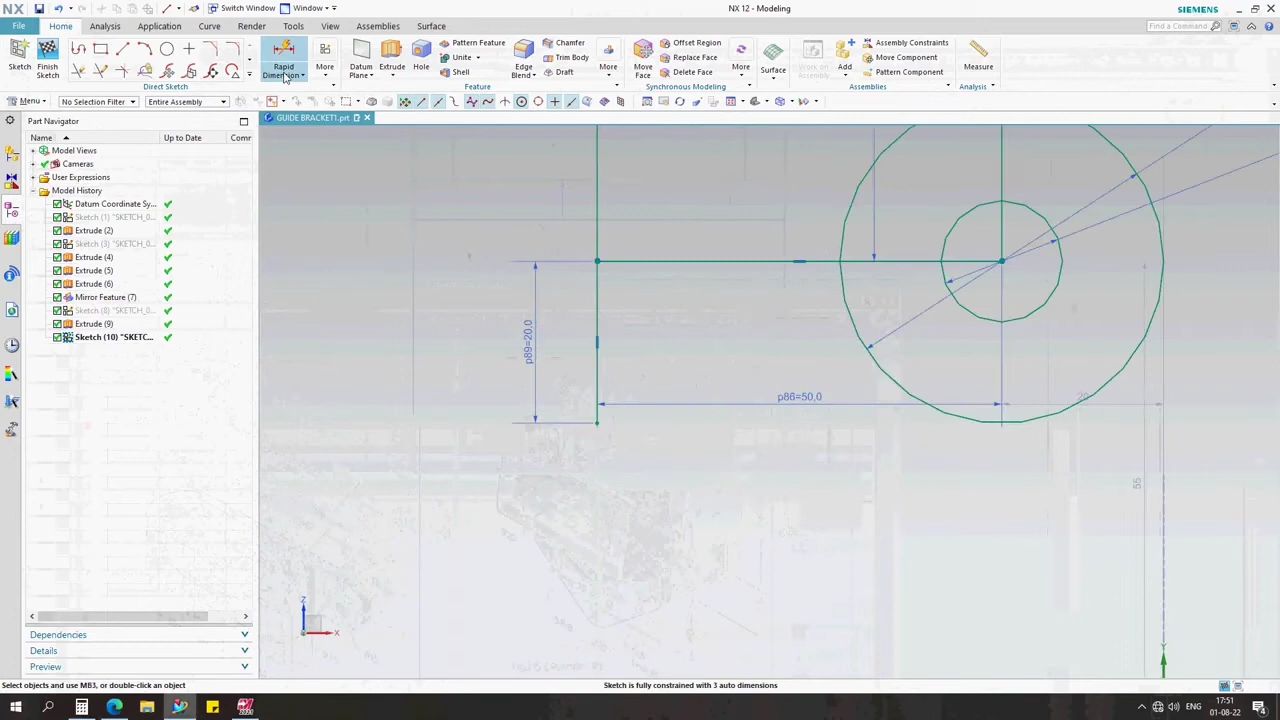 NX
Switch Window
Window
NX 12 - Modeling
SIEMENS
File
Home
Analysis
Application
Curve
Render
Tools
View
Assemblies
Surface
Find a Command
Sketch
Finish Sketch
Rapid Dimension
More
Datum Plane
Extrude
Hole
Pattern Feature
Unite
Shell
Edge Blend
Chamfer
Trim Body
Draft
More
Move Face
Offset Region
Replace Face
Delete Face
More
Surface
Work on Assembly
Add
Assembly Constraints
Move Component
Pattern Component
Measure
Direct Sketch
Feature
Synchronous Modeling
Assemblies
Analysis
Menu
No Selection Filter
Entire Assembly
Part Navigator
GUIDE BRACKET1.prt
Name
Up to Date
Comr
Model Views
Cameras
User Expressions
Model History
Datum Coordinate Sy...
Sketch (1) "SKETCH_0...
Extrude (2)
Sketch (3) "SKETCH_0...
Extrude (4)
Extrude (5)
Extrude (6)
Mirror Feature (7)
Sketch (8) "SKETCH_0...
Extrude (9)
Sketch (10) "SKETC...
p89=20,0
p86=50,0
20
55
Z
X
Y
Dependencies
Details
Preview
Select objects and use MB3, or double-click an object
Sketch is fully constrained with 3 auto dimensions
ENG
17:51
01-08-22
4